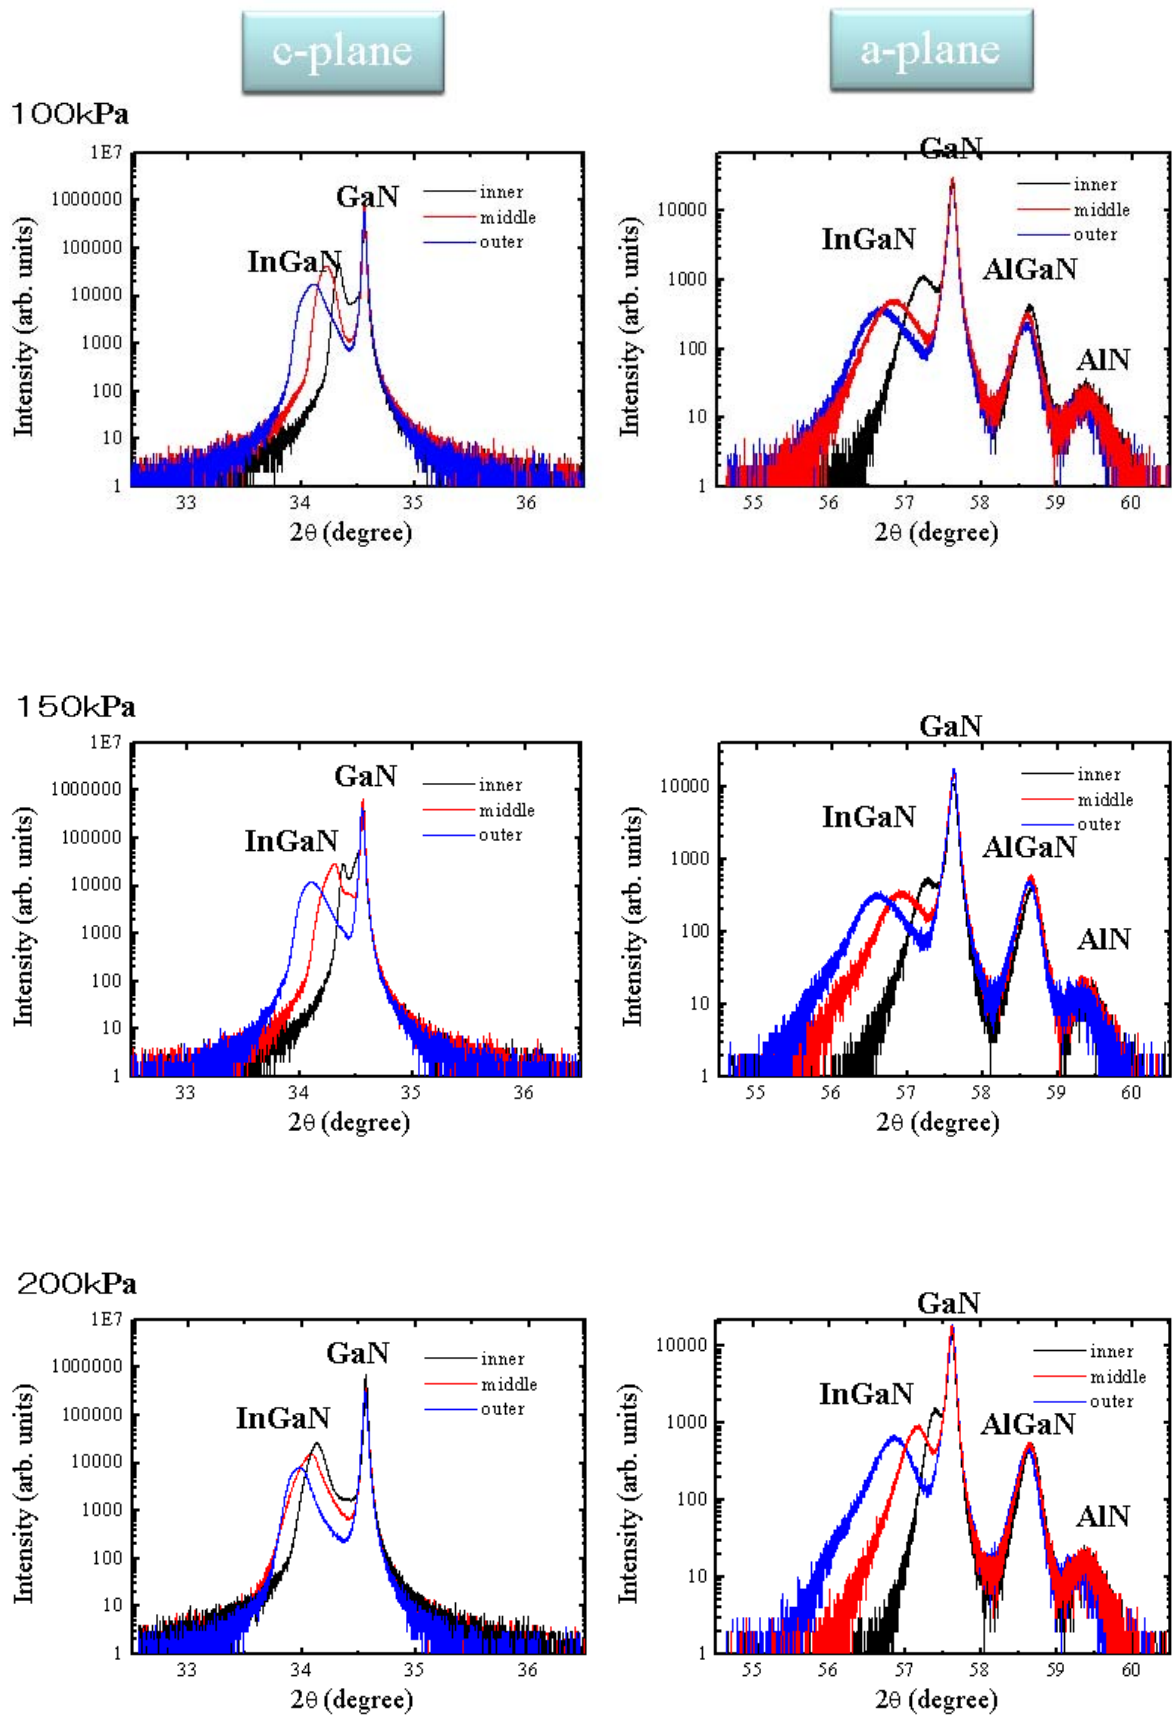 c-plane
a-plane
100kPa
1E7
1000000
100000
10000
1000
100
10
1
Intensity (arb. units)
GaN
InGaN
inner
middle
outer
33
34
35
36
2θ (degree)
10000
1000
100
10
1
Intensity (arb. units)
GaN
InGaN
AlGaN
AlN
inner
middle
outer
55
56
57
58
59
60
2θ (degree)
150kPa
1E7
1000000
100000
10000
1000
100
10
1
Intensity (arb. units)
GaN
InGaN
inner
middle
outer
33
34
35
36
2θ (degree)
10000
1000
100
10
1
Intensity (arb. units)
GaN
InGaN
AlGaN
AlN
inner
middle
outer
55
56
57
58
59
60
2θ (degree)
200kPa
1E7
1000000
100000
10000
1000
100
10
1
Intensity (arb. units)
GaN
InGaN
inner
middle
outer
33
34
35
36
2θ (degree)
10000
1000
100
10
1
Intensity (arb. units)
GaN
InGaN
AlGaN
AlN
inner
middle
outer
55
56
57
58
59
60
2θ (degree)